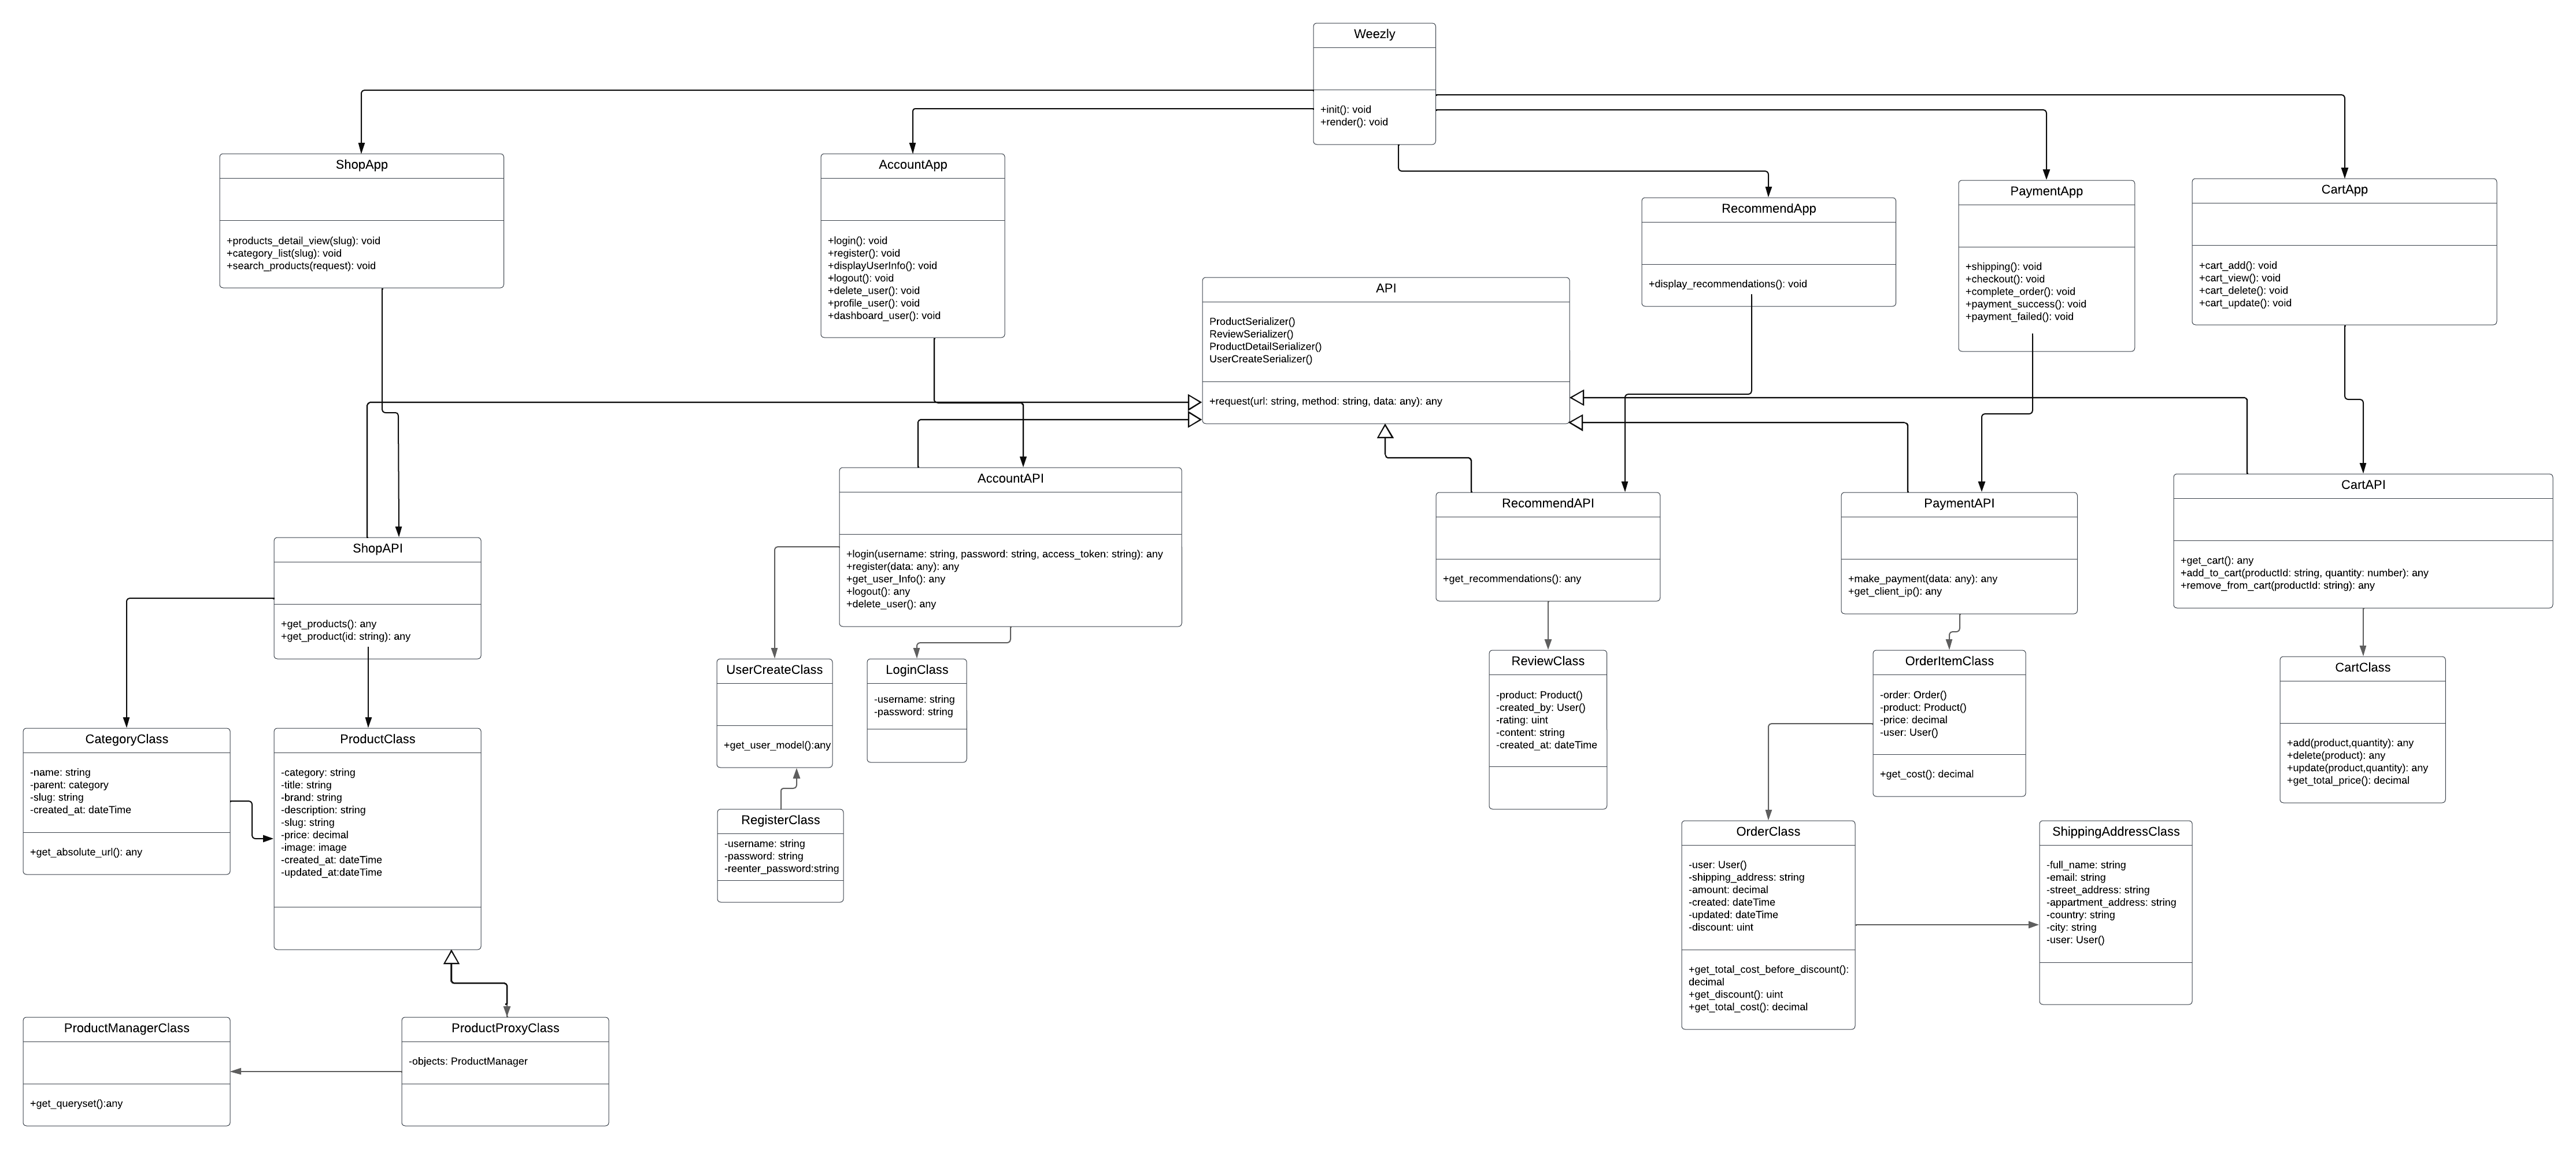 Weezly
+init(): void
+render(): void
ShopApp
+products_detail_view(slug): void
+category_list(slug): void
+search_products(request): void
AccountApp
+login(): void
+register(): void
+displayUserInfo(): void
+logout(): void
+delete_user(): void
+profile_user(): void
+dashboard_user(): void
RecommendApp
+display_recommendations(): void
PaymentApp
+shipping(): void
+checkout(): void
+complete_order(): void
+payment_success(): void
+payment_failed(): void
CartApp
+cart_add(): void
+cart_view(): void
+cart_delete(): void
+cart_update(): void
API
ProductSerializer()
ReviewSerializer()
ProductDetailSerializer()
UserCreateSerializer()
+request(url: string, method: string, data: any): any
ShopAPI
+get_products(): any
+get_product(id: string): any
AccountAPI
+login(username: string, password: string, access_token: string): any
+register(data: any): any
+get_user_Info(): any
+logout(): any
+delete_user(): any
RecommendAPI
+get_recommendations(): any
PaymentAPI
+make_payment(data: any): any
+get_client_ip(): any
CartAPI
+get_cart(): any
+add_to_cart(productId: string, quantity: number): any
+remove_from_cart(productId: string): any
CategoryClass
-name: string
-parent: category
-slug: string
-created_at: dateTime
+get_absolute_url(): any
ProductClass
-category: string
-title: string
-brand: string
-description: string
-slug: string
-price: decimal
-image: image
-created_at: dateTime
-updated_at:dateTime
UserCreateClass
+get_user_model():any
LoginClass
-username: string
-password: string
RegisterClass
-username: string
-password: string
-reenter_password:string
ReviewClass
-product: Product()
-created_by: User()
-rating: uint
-content: string
-created_at: dateTime
OrderItemClass
-order: Order()
-product: Product()
-price: decimal
-user: User()
+get_cost(): decimal
CartClass
+add(product,quantity): any
+delete(product): any
+update(product,quantity): any
+get_total_price(): decimal
OrderClass
-user: User()
-shipping_address: string
-amount: decimal
-created: dateTime
-updated: dateTime
-discount: uint
+get_total_cost_before_discount():
decimal
+get_discount(): uint
+get_total_cost(): decimal
ShippingAddressClass
-full_name: string
-email: string
-street_address: string
-appartment_address: string
-country: string
-city: string
-user: User()
ProductManagerClass
+get_queryset():any
ProductProxyClass
-objects: ProductManager